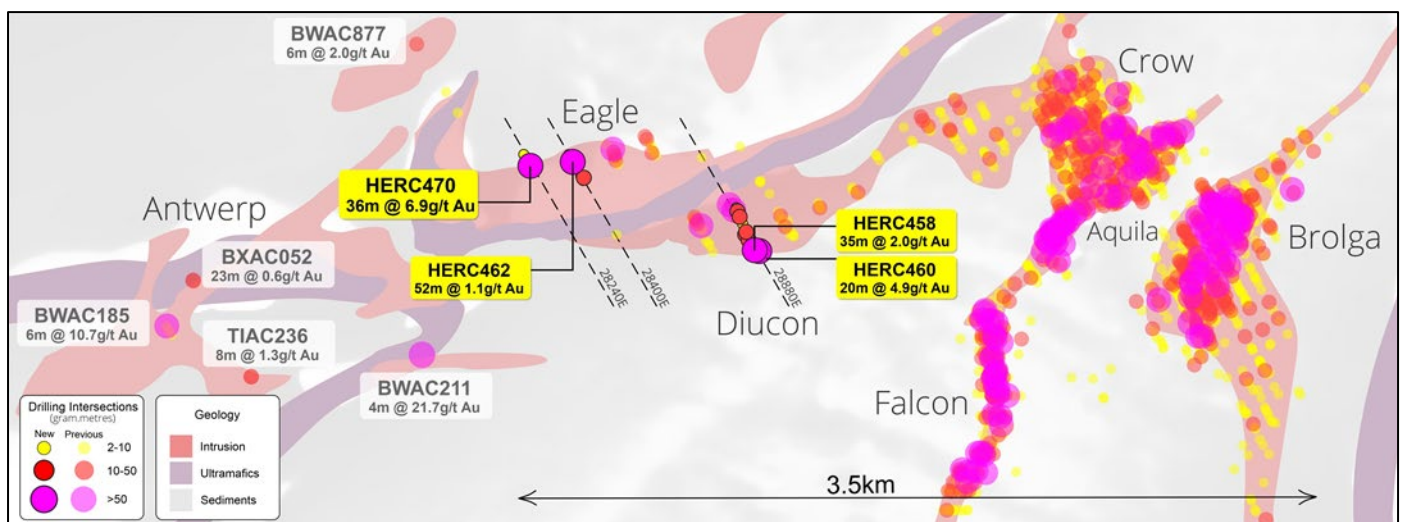 BWAC877
6m @ 2.0g/t Au
Crow
Eagle
HERC470
36m @ 6.9g/t Au
Antwerp
HERC458
35m @ 2.0g/t Au
Aquila
Brolga
BXAC052
23m @ 0.6g/t Au
HERC462
52m @ 1.1g/t Au
28240E
28400E
28880E
HERC460
20m @ 4.9g/t Au
BWAC185
6m @ 10.7g/t Au
TIAC236
8m @ 1.3g/t Au
Diucon
BWAC211
4m @ 21.7g/t Au
Falcon
Drilling Intersections
(gram.metres)
New Previous
2-10
10-50
>50
Geology
Intrusion
Ultramafics
Sediments
3.5km